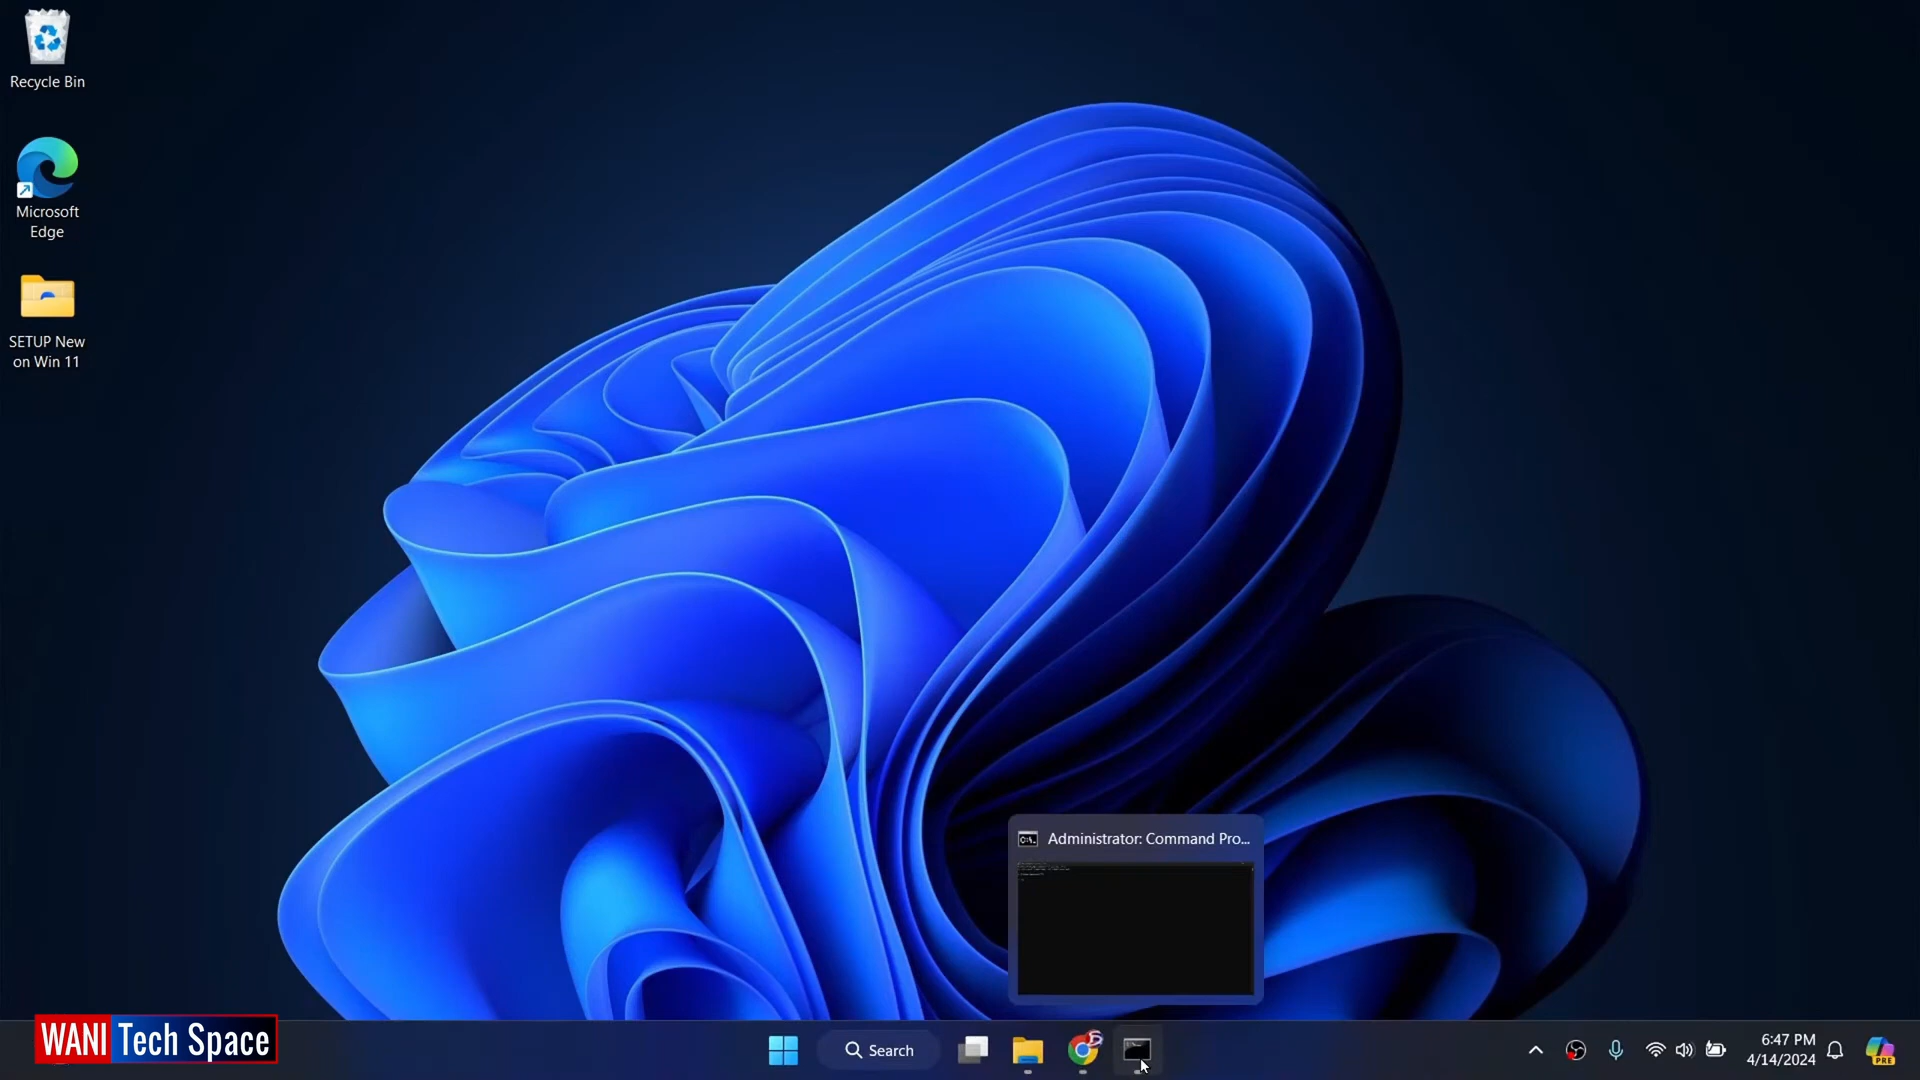 Recycle Bin
Microsoft
Edge
SETUP New
on Win 11
Administrator: Command Pro...
WANI Tech Space
Search
6:47 PM
4/14/2024
PRE